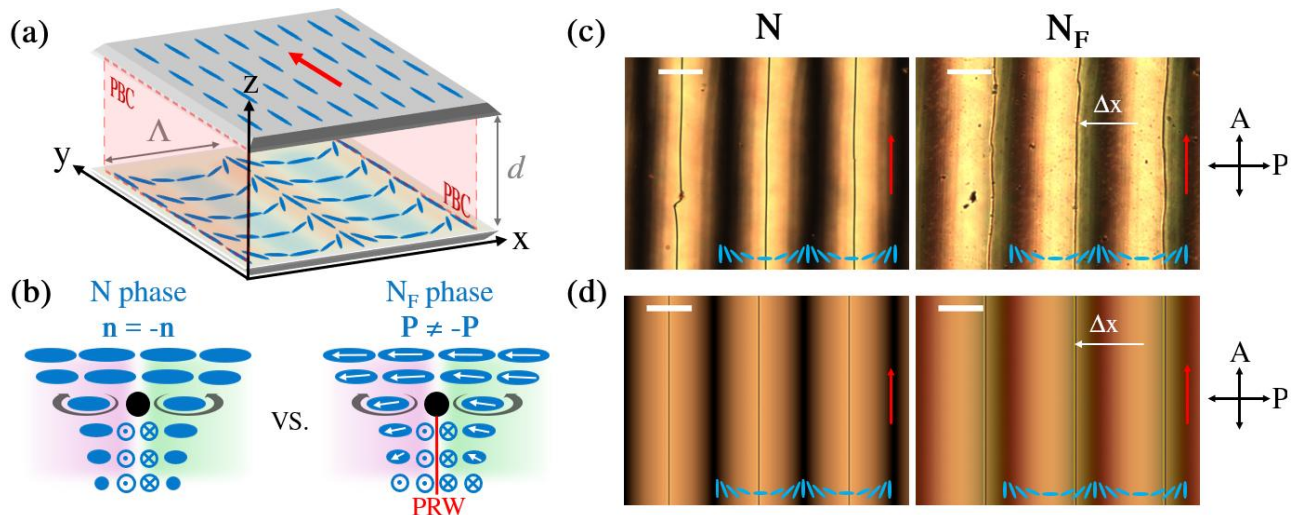 (a)
z
PBC
Λ
y
d
PBC
x
(b)
N phase
n = -n
N_F phase
P ≠ -P
VS.
PRW
(c)
N
N_F
Δx
A
P
(d)
Δx
A
P